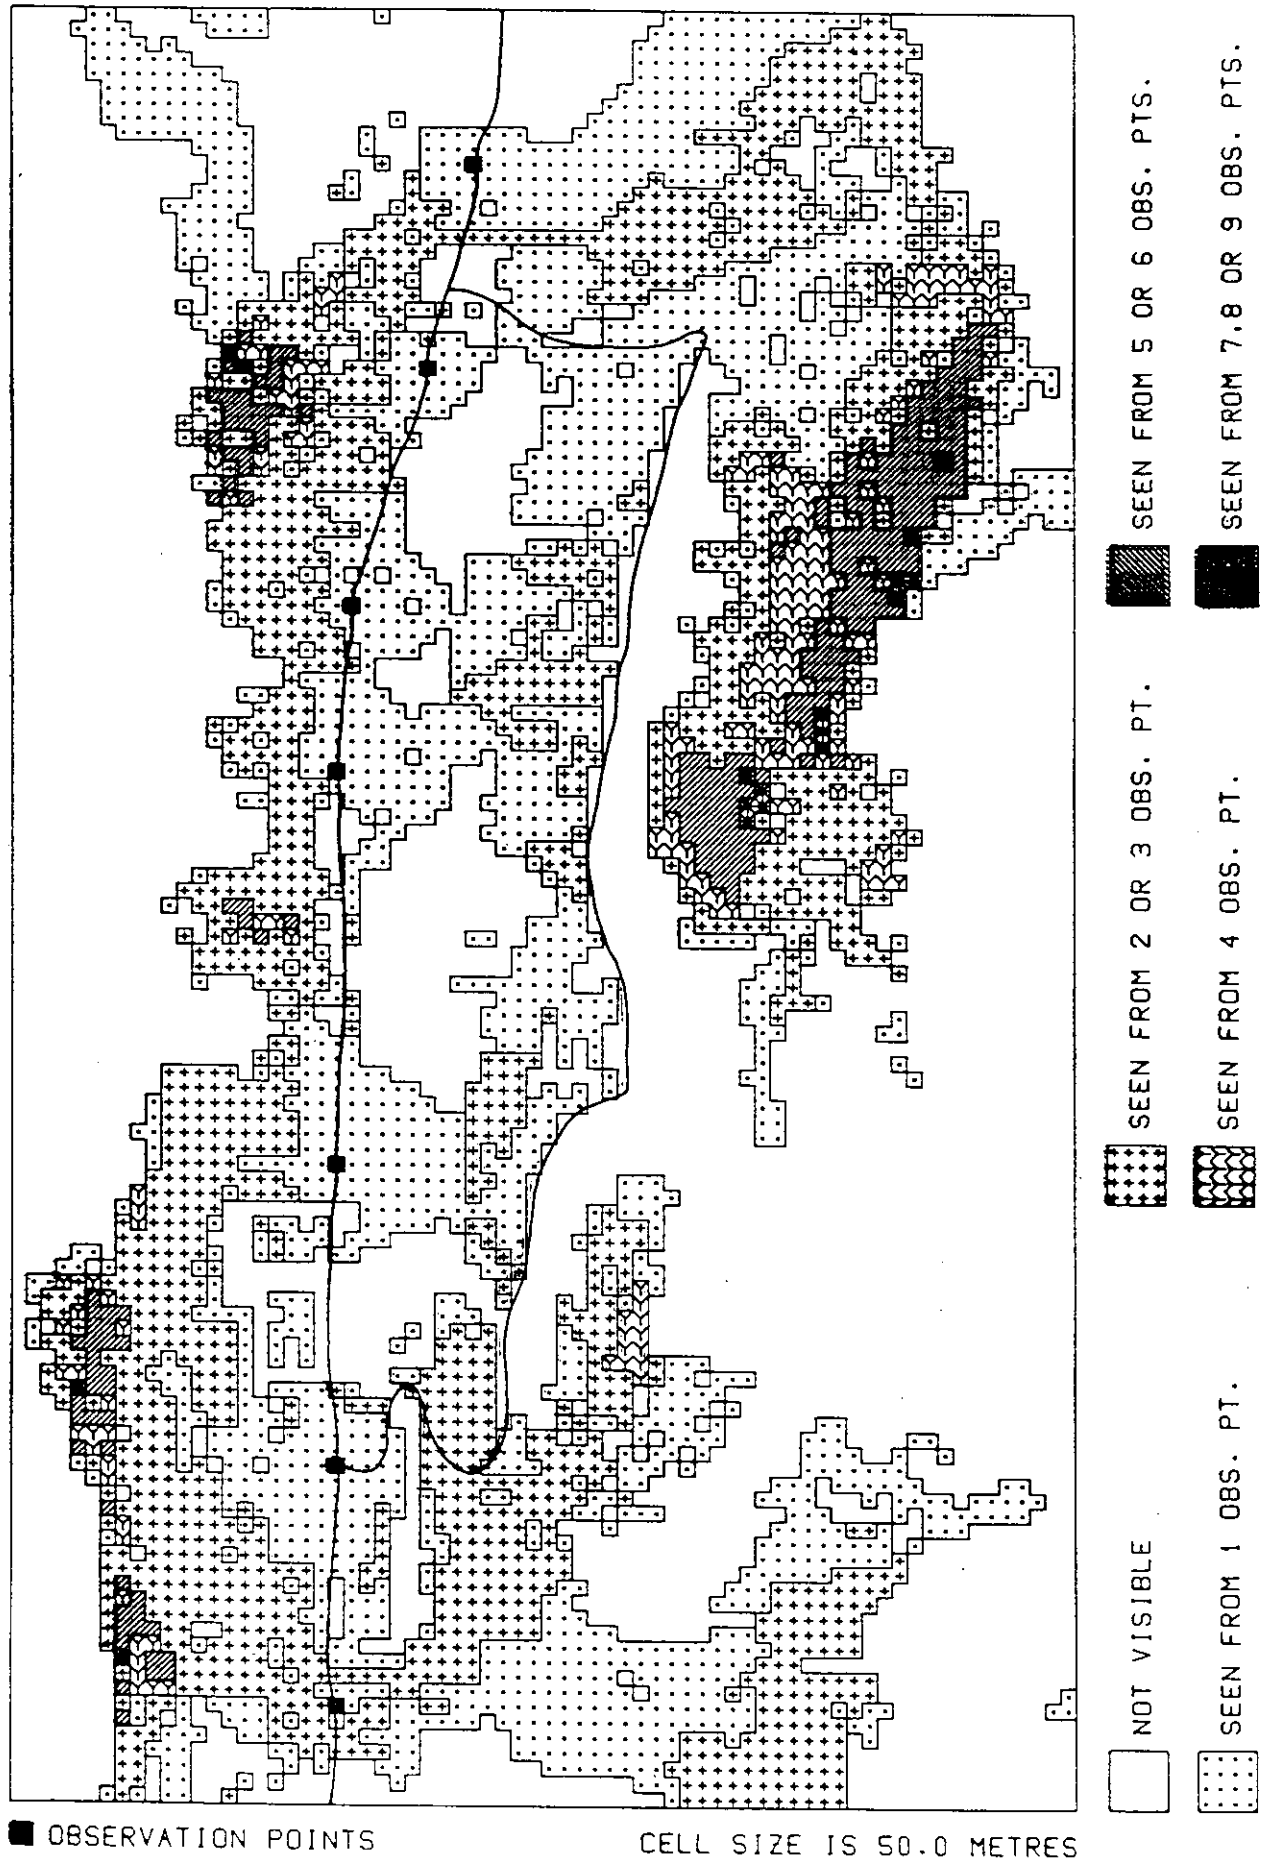 OBSERVATION POINTS
CELL SIZE IS 50.0 METRES
NOT VISIBLE
SEEN FROM 2 OR 3 OBS. PT.
SEEN FROM 5 OR 6 OBS. PTS.
SEEN FROM 1 OBS. PT.
SEEN FROM 4 OBS. PT.
SEEN FROM 7,8 OR 9 OBS. PTS.